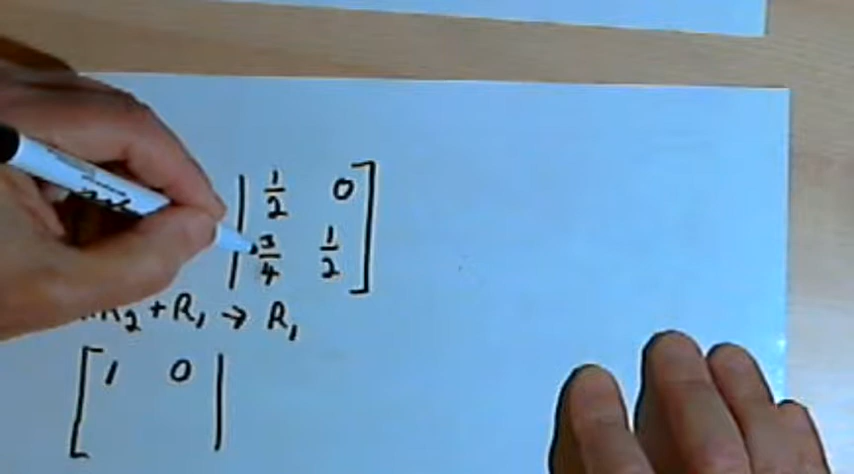 | 1/2 0 ]
| 3/4 1/2 ]
R₂ + R₁ → R₁
[ 1 0 |